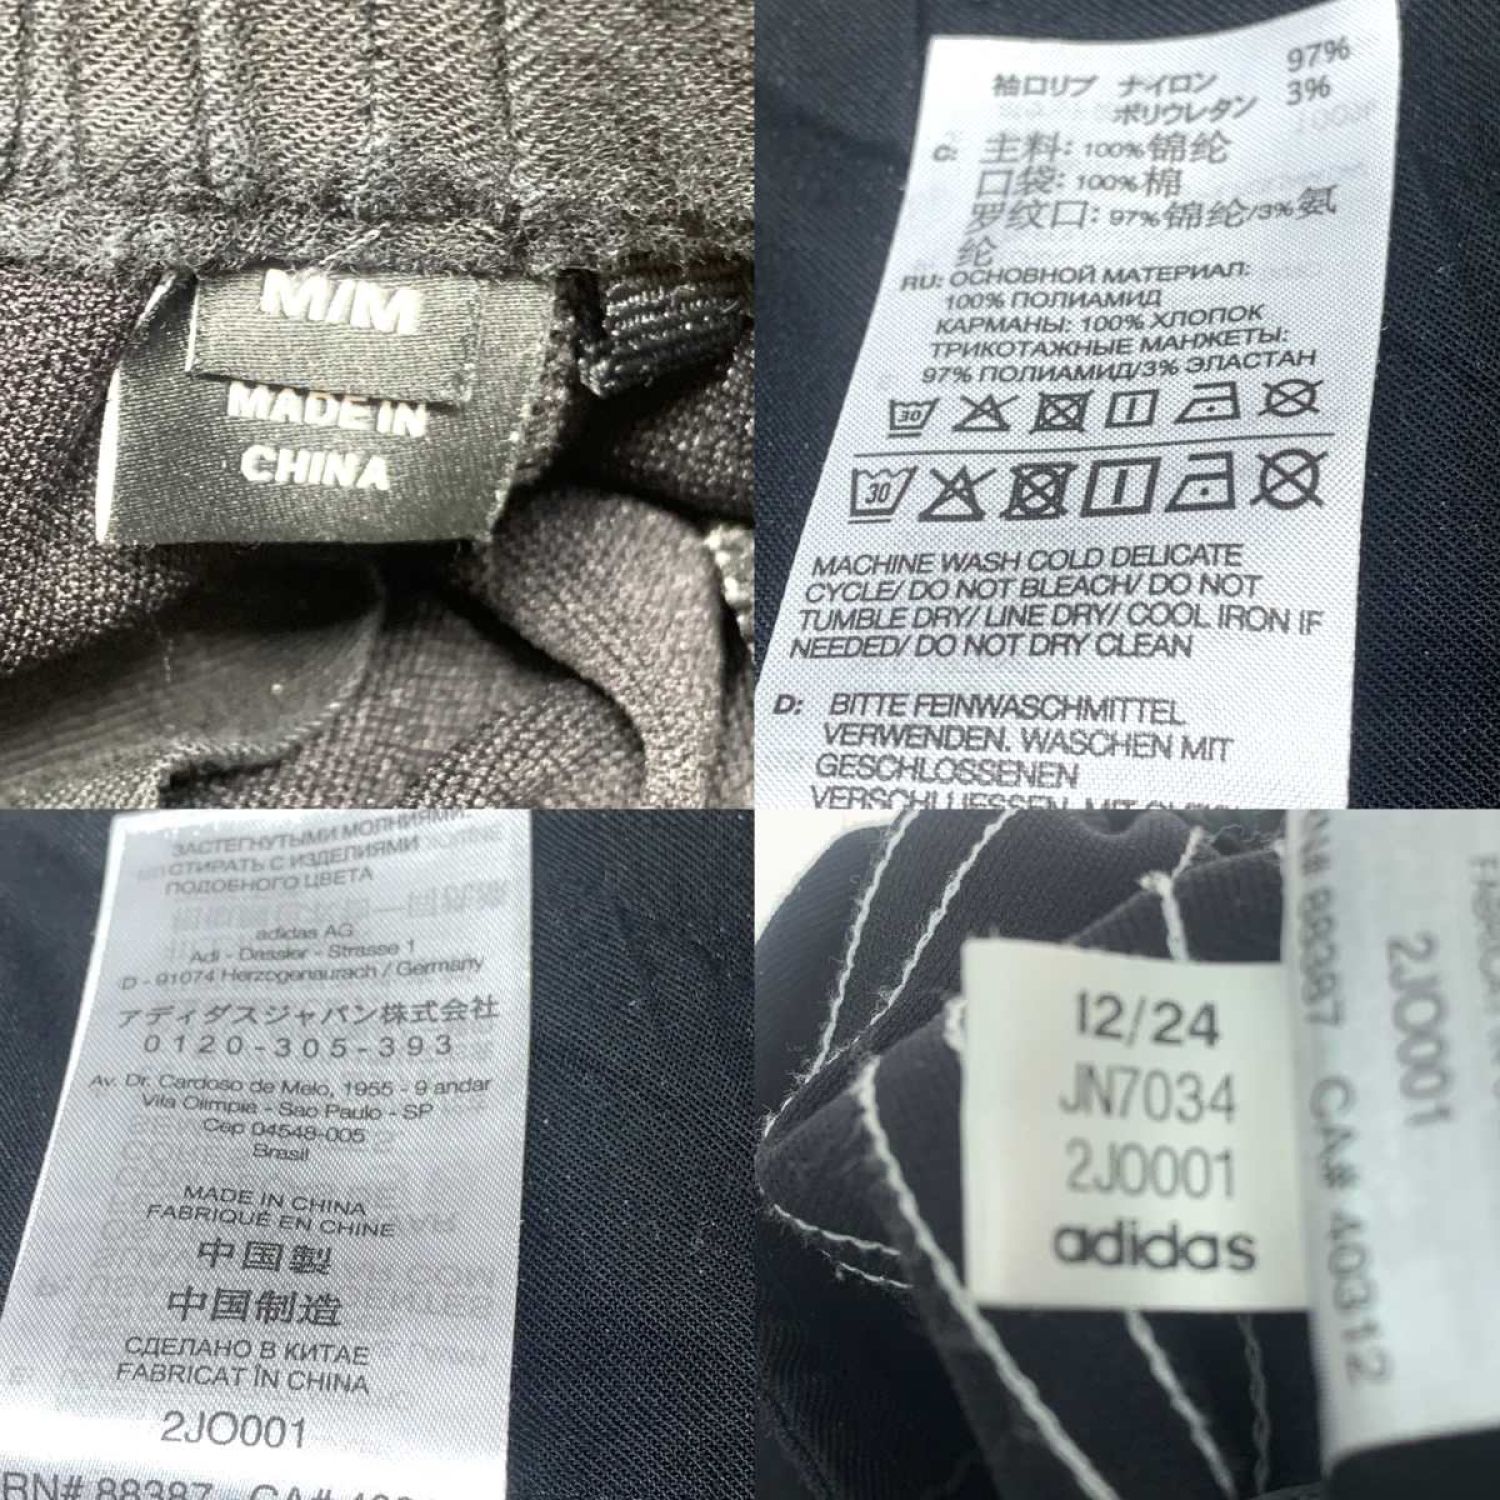 M/M
MADE IN
CHINA
袖口リブ ナイロン 97%
ポリウレタン 3%
C: 主料: 100%锦纶
口袋: 100%棉
罗纹口: 97%锦纶/3%氨
纶
RU: ОСНОВНОЙ МАТЕРИАЛ:
100% ПОЛИАМИД
КАРМАНЫ: 100% ХЛОПОК
ТРИКОТАЖНЫЕ МАНЖЕТЫ:
97% ПОЛИАМИД/3% ЭЛАСТАН
30
30
MACHINE WASH COLD DELICATE
CYCLE/ DO NOT BLEACH/ DO NOT
TUMBLE DRY/ LINE DRY/ COOL IRON IF
NEEDED/ DO NOT DRY CLEAN
D: BITTE FEINWASCHMITTEL
VERWENDEN. WASCHEN MIT
GESCHLOSSENEN
VERSCHLUESSEN. MIT
ЗАСТЕГНУТЫМИ МОЛНИЯМИ.
СТИРАТЬ С ИЗДЕЛИЯМИ
ПОДОБНОГО ЦВЕТА
adidas AG
Adi - Dassler - Strasse 1
D - 91074 Herzogenaurach / Germany
アディダスジャパン株式会社
0120-305-393
Av. Dr. Cardoso de Melo, 1955 - 9 andar
Vila Olimpia - Sao Paulo - SP
Cep 04548-005
Brasil
MADE IN CHINA
FABRIQUÉ EN CHINE
中国製
中国制造
СДЕЛАНО В КИТАЕ
FABRICAT ÎN CHINA
2JO001
RN# 88387 CA#
12/24
JN7034
2J0001
adidas
RN# 88387 CA# 40312
2JO001